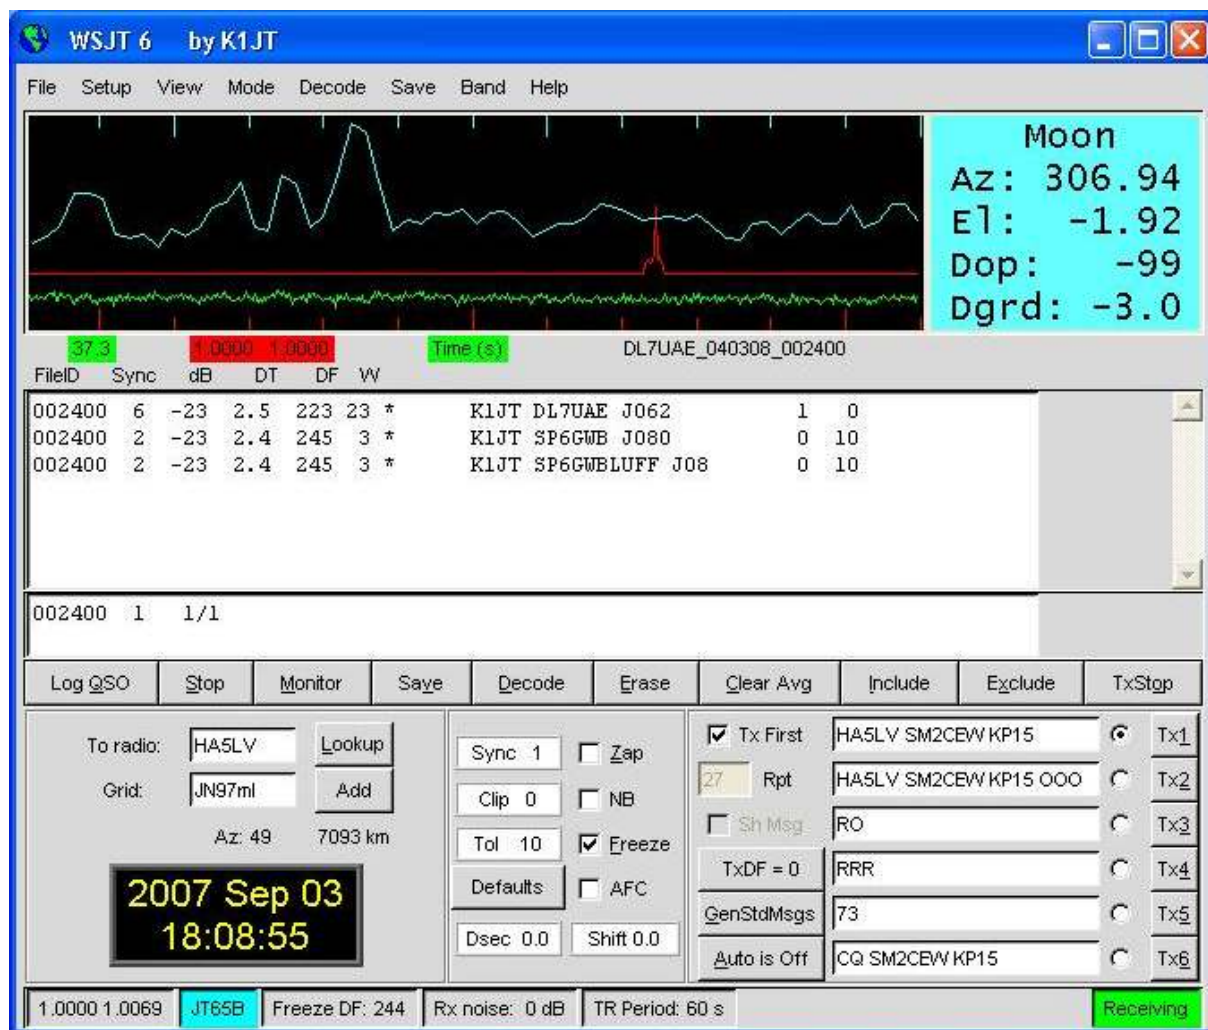 WSJT 6 by K1JT
File Setup View Mode Decode Save Band Help
Moon
Az: 306.94
El: -1.92
Dop: -99
Dgrd: -3.0
37.3 1.0000 1.0000 Time (s) DL7UAE_040308_002400
FileID Sync dB DT DF W
002400 6 -23 2.5 223 23 * K1JT DL7UAE JO62 1 0
002400 2 -23 2.4 245 3 * K1JT SP6GWB JO80 0 10
002400 2 -23 2.4 245 3 * K1JT SP6GWBLUFF JO8 0 10
002400 1 1/1
Log QSO Stop Monitor Save Decode Erase Clear Avg Include Exclude TxStop
To radio: HA5LV Lookup
Grid: JN97ml Add
Az: 49 7093 km
2007 Sep 03
18:08:55
Sync 1 Zap
Clip 0 NB
Tol 10 Freeze
Defaults AFC
Dsec 0.0 Shift 0.0
Tx First HA5LV SM2CEW KP15 Tx1
27 Rpt HA5LV SM2CEW KP15 OOO Tx2
Sh Msg RO Tx3
TxDF = 0 RRR Tx4
GenStdMsgs 73 Tx5
Auto is Off CQ SM2CEW KP15 Tx6
1.0000 1.0069 JT65B Freeze DF: 244 Rx noise: 0 dB TR Period: 60 s Receiving